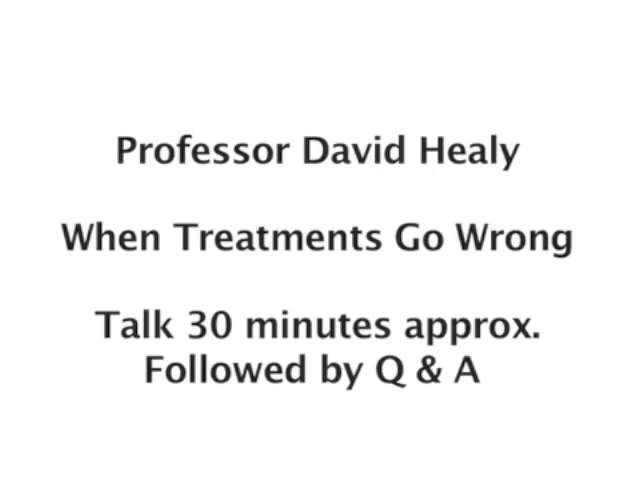 Professor David Healy
When Treatments Go Wrong
Talk 30 minutes approx.
Followed by Q & A